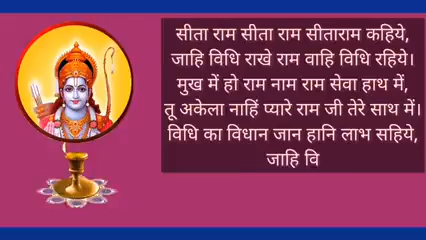 सीता राम सीता राम सीताराम कहिये,
जाहि विधि राखे राम वाहि विधि रहिये।
मुख में हो राम नाम राम सेवा हाथ में,
तू अकेला नाहिं प्यारे राम जी तेरे साथ में।
विधि का विधान जान हानि लाभ सहिये,
जाहि वि